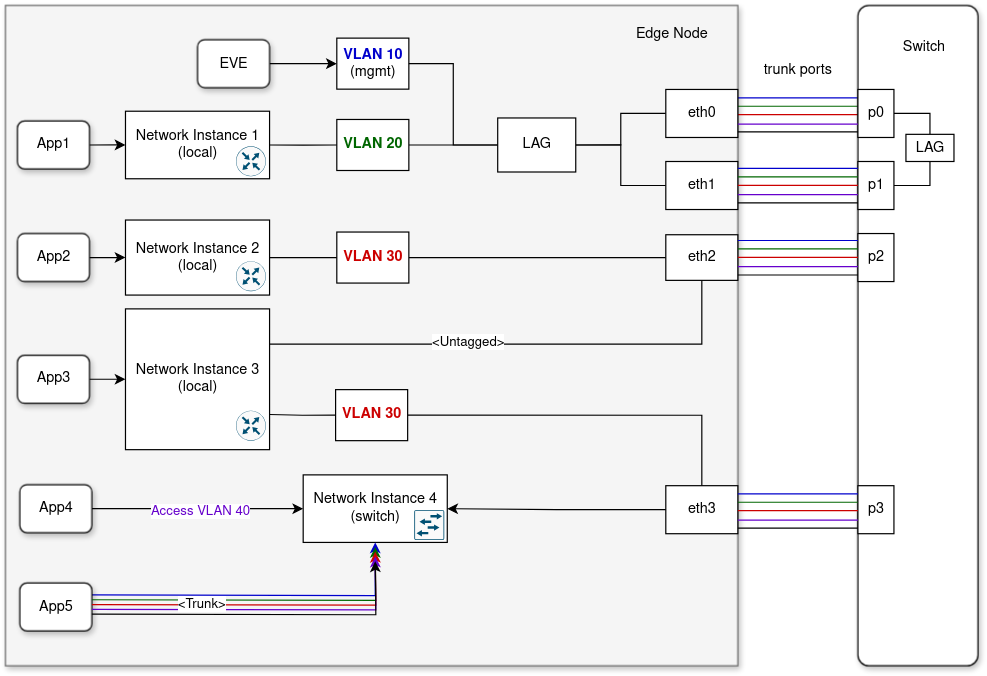 Edge Node
Switch
trunk ports
EVE
VLAN 10
(mgmt)
App1
Network Instance 1
(local)
VLAN 20
LAG
eth0
p0
LAG
eth1
p1
App2
Network Instance 2
(local)
VLAN 30
eth2
p2
<Untagged>
App3
Network Instance 3
(local)
VLAN 30
App4
Access VLAN 40
Network Instance 4
(switch)
eth3
p3
App5
<Trunk>